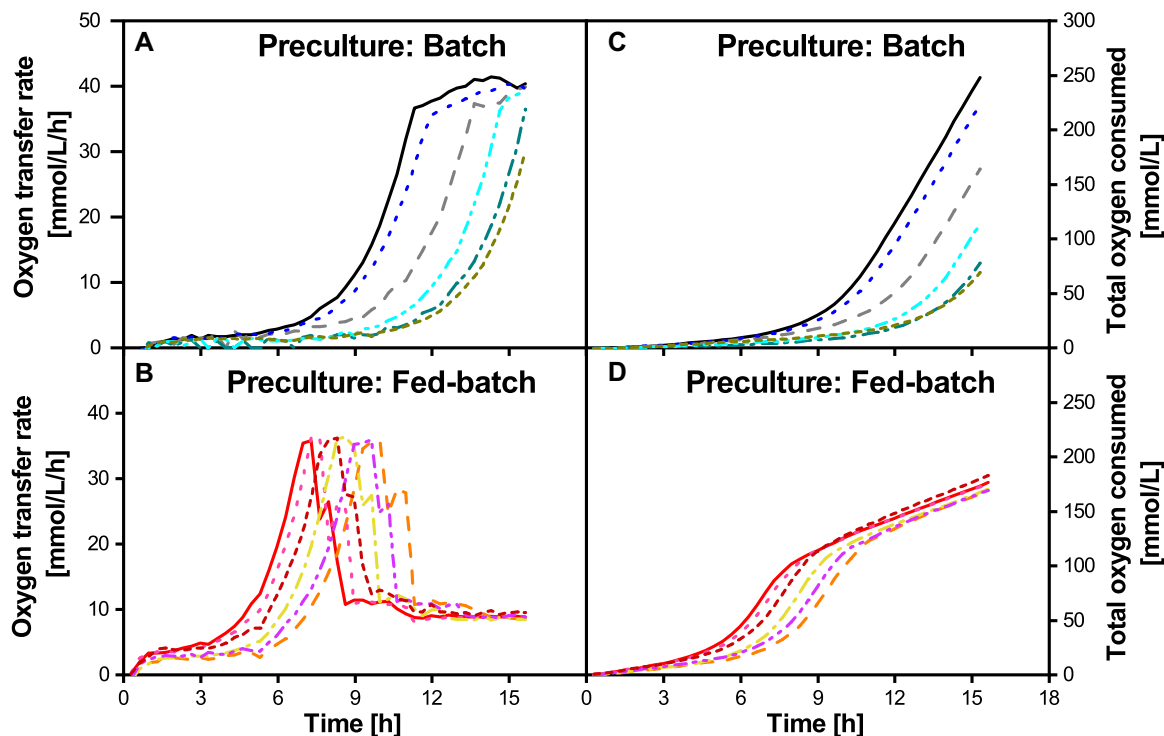 A
Preculture: Batch
50
40
30
20
10
0
Oxygen transfer rate
[mmol/L/h]
C
Preculture: Batch
300
250
200
150
100
50
0
Total oxygen consumed
[mmol/L]
B
Preculture: Fed-batch
40
30
20
10
0
Oxygen transfer rate
[mmol/L/h]
0 3 6 9 12 15
Time [h]
D
Preculture: Fed-batch
250
200
150
100
50
0
Total oxygen consumed
[mmol/L]
0 3 6 9 12 15 18
Time [h]